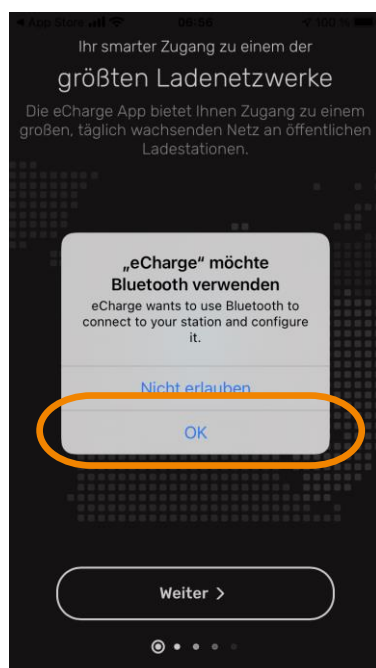 ◀ App Store 06:56 100 %
Ihr smarter Zugang zu einem der
größten Ladenetzwerke
Die eCharge App bietet Ihnen Zugang zu einem
großen, täglich wachsenden Netz an öffentlichen
Ladestationen.
„eCharge“ möchte
Bluetooth verwenden
eCharge wants to use Bluetooth to
connect to your station and configure
it.
Nicht erlauben
OK
Weiter >